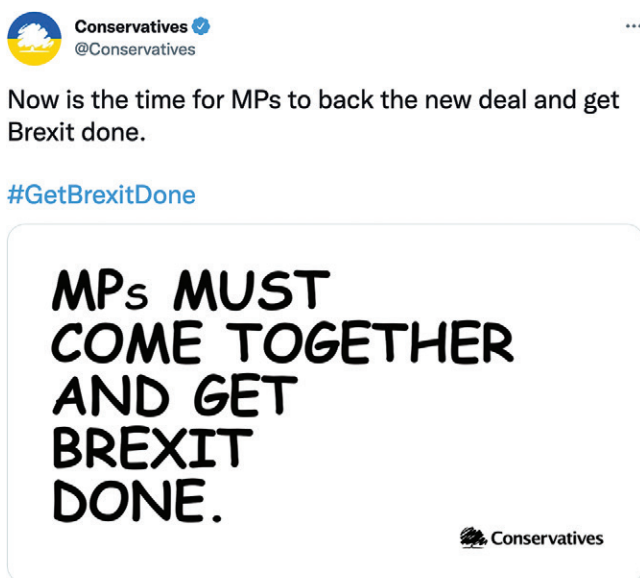 Conservatives
@Conservatives
Now is the time for MPs to back the new deal and get
Brexit done.
#GetBrexitDone
MPs MUST
COME TOGETHER
AND GET
BREXIT
DONE.
Conservatives